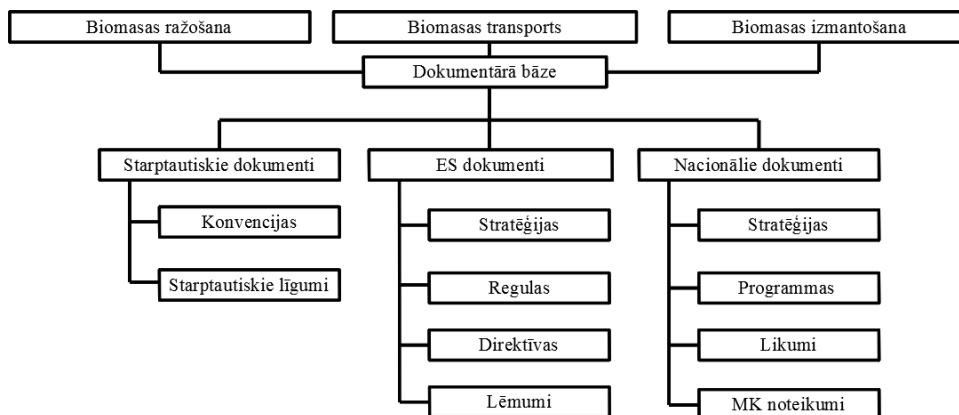 Biomasas ražošana
Biomasas transports
Biomasas izmantošana
Dokumentārā bāze
Starptautiskie dokumenti
ES dokumenti
Nacionālie dokumenti
Konvencijas
Stratēģijas
Stratēģijas
Starptautiskie līgumi
Regulas
Programmas
Direktīvas
Likumi
Lēmumi
MK noteikumi